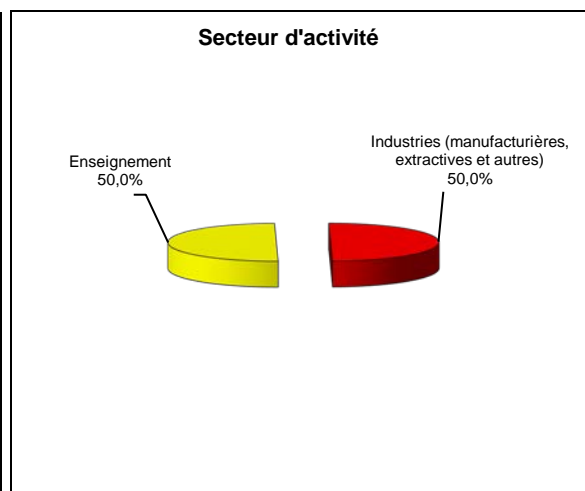 Secteur d'activité
Enseignement
50,0%
Industries (manufacturières,
extractives et autres)
50,0%